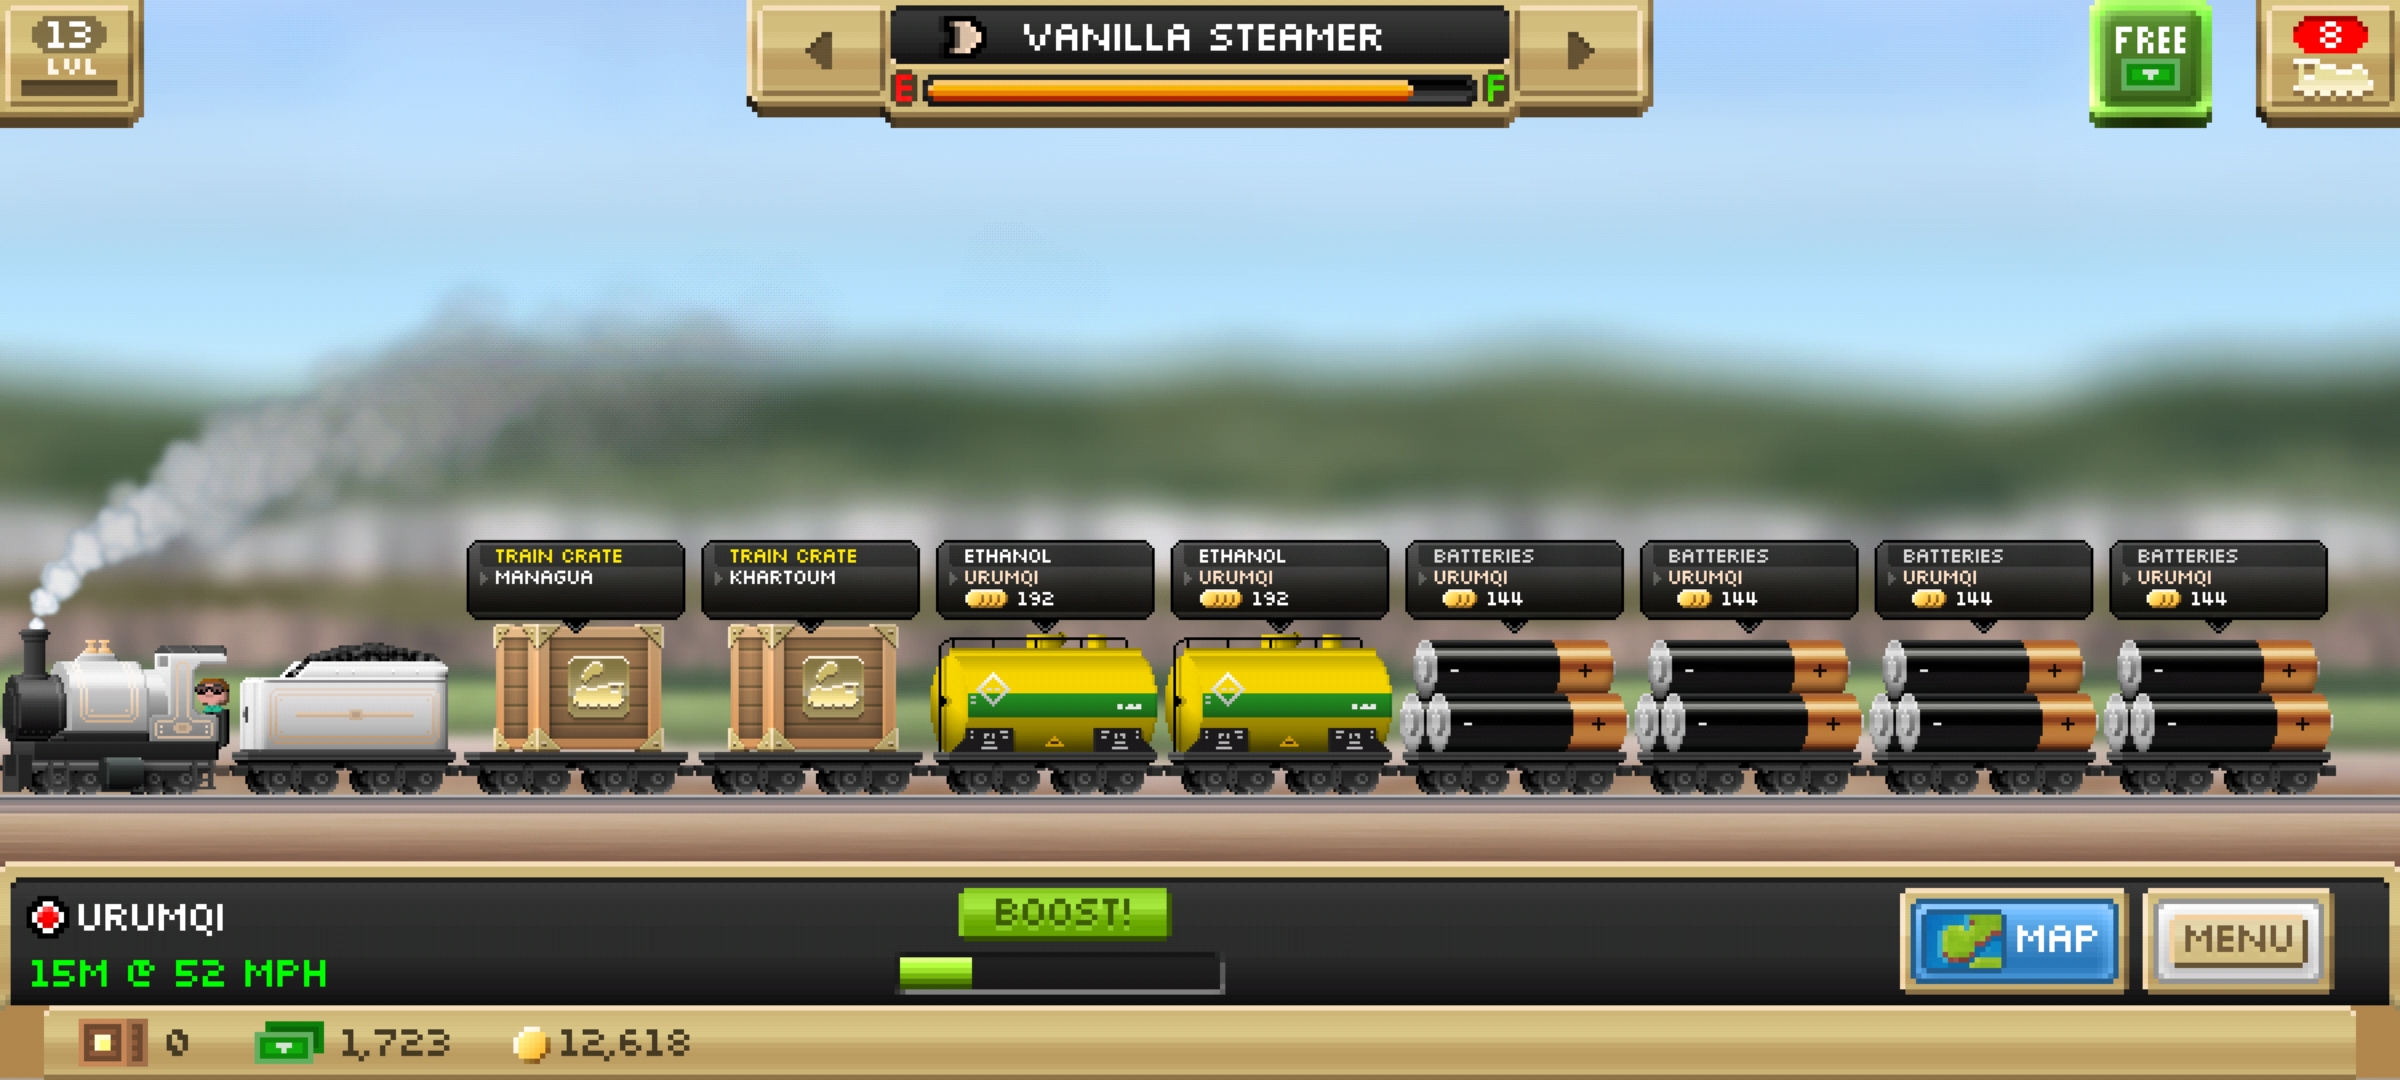 13
LVL
VANILLA STEAMER
E F
FREE
8
TRAIN CRATE
MANAGUA
TRAIN CRATE
KHARTOUM
ETHANOL
URUMQI
192
ETHANOL
URUMQI
192
BATTERIES
URUMQI
144
BATTERIES
URUMQI
144
BATTERIES
URUMQI
144
BATTERIES
URUMQI
144
- + - + - + - +
- + - + - + - +
URUMQI
15M @ 52 MPH
BOOST!
MAP
MENU
0 1,723 12,618